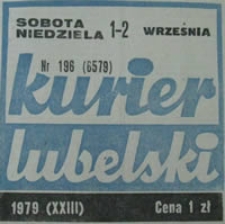 SOBOTA
NIEDZIELA 1-2 WRZEŚNIA
Nr 196 (6579)
kurier
lubelski
1979 (XXIII) Cena 1 zł